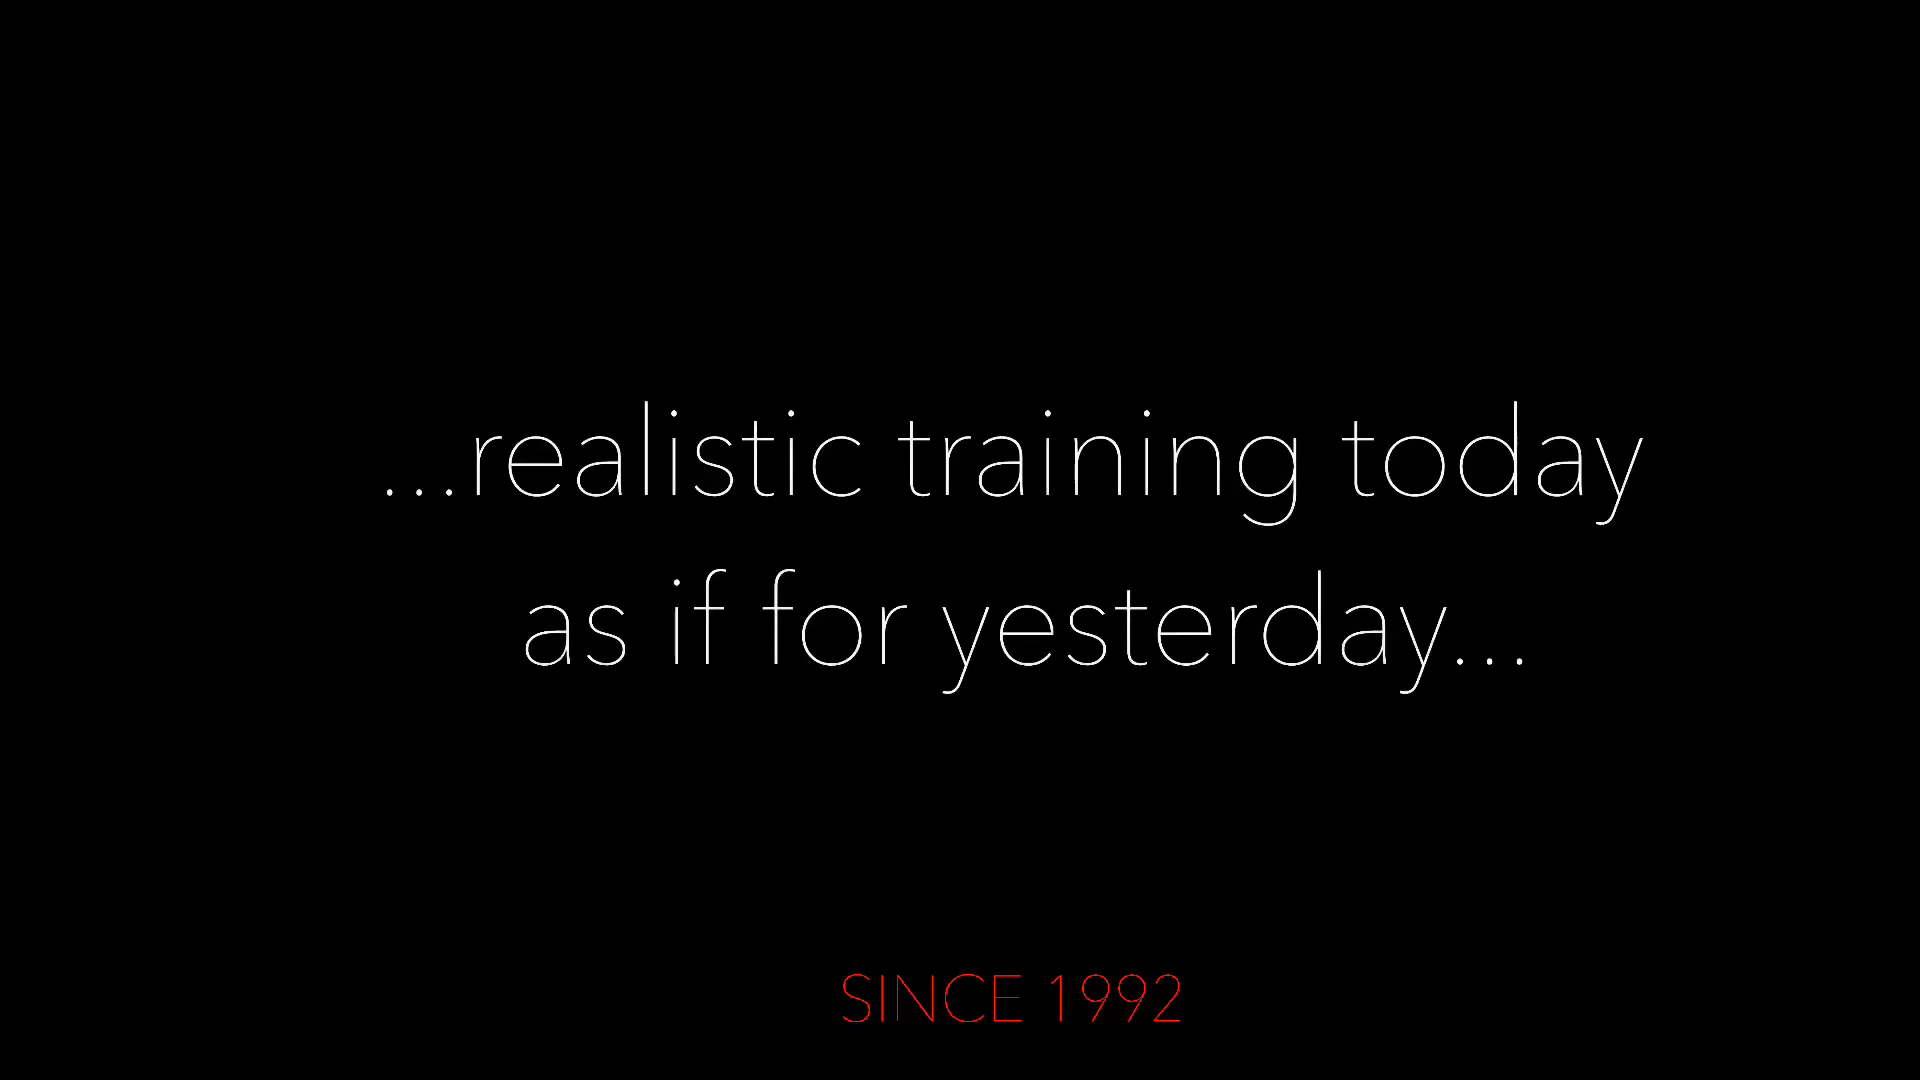 ...realistic training today
as if for yesterday...
SINCE 1992